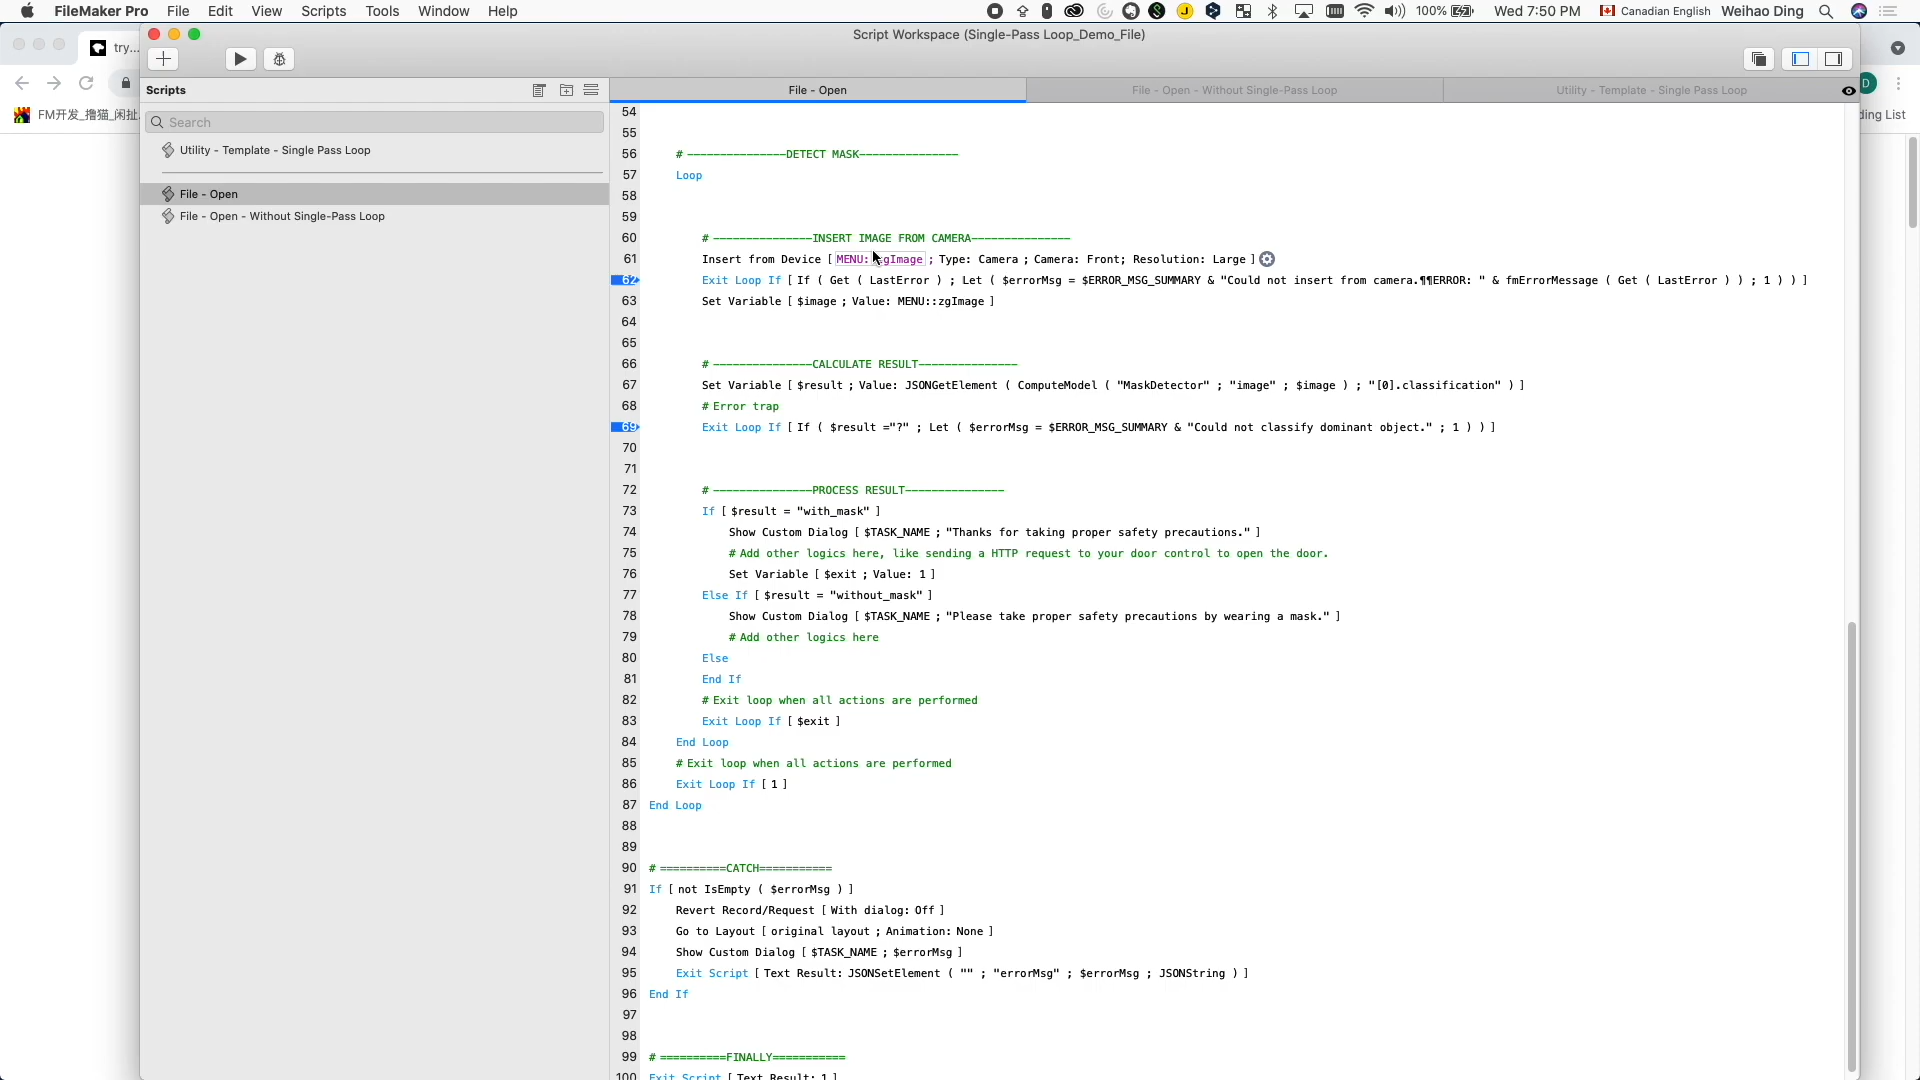 FileMaker Pro File Edit View Scripts Tools Window Help 100% Wed 7:50 PM Canadian English Weihao Ding
Script Workspace (Single-Pass Loop_Demo_File)
try...
Scripts
File - Open
File - Open - Without Single-Pass Loop
Utility - Template - Single Pass Loop
D
FM开发_撸猫_闲扯
ding List
Search
Utility - Template - Single Pass Loop
File - Open
File - Open - Without Single-Pass Loop
54
55
56 # ---------------DETECT MASK---------------
57 Loop
58
59
60 # ---------------INSERT IMAGE FROM CAMERA---------------
61 Insert from Device [ MENU: gImage ; Type: Camera ; Camera: Front; Resolution: Large ]
62 Exit Loop If [ If ( Get ( LastError ) ; Let ( $errorMsg = $ERROR_MSG_SUMMARY & "Could not insert from camera.¶¶ERROR: " & fmErrorMessage ( Get ( LastError ) ) ; 1 ) ) ]
63 Set Variable [ $image ; Value: MENU::zgImage ]
64
65
66 # ---------------CALCULATE RESULT---------------
67 Set Variable [ $result ; Value: JSONGetElement ( ComputeModel ( "MaskDetector" ; "image" ; $image ) ; "[0].classification" ) ]
68 # Error trap
69 Exit Loop If [ If ( $result ="?" ; Let ( $errorMsg = $ERROR_MSG_SUMMARY & "Could not classify dominant object." ; 1 ) ) ]
70
71
72 # ---------------PROCESS RESULT---------------
73 If [ $result = "with_mask" ]
74 Show Custom Dialog [ $TASK_NAME ; "Thanks for taking proper safety precautions." ]
75 # Add other logics here, like sending a HTTP request to your door control to open the door.
76 Set Variable [ $exit ; Value: 1 ]
77 Else If [ $result = "without_mask" ]
78 Show Custom Dialog [ $TASK_NAME ; "Please take proper safety precautions by wearing a mask." ]
79 # Add other logics here
80 Else
81 End If
82 # Exit loop when all actions are performed
83 Exit Loop If [ $exit ]
84 End Loop
85 # Exit loop when all actions are performed
86 Exit Loop If [ 1 ]
87 End Loop
88
89
90 # ==========CATCH===========
91 If [ not IsEmpty ( $errorMsg ) ]
92 Revert Record/Request [ With dialog: Off ]
93 Go to Layout [ original layout ; Animation: None ]
94 Show Custom Dialog [ $TASK_NAME ; $errorMsg ]
95 Exit Script [ Text Result: JSONSetElement ( "" ; "errorMsg" ; $errorMsg ; JSONString ) ]
96 End If
97
98
99 # ==========FINALLY===========
100 Exit Script [ Text Result: 1 ]